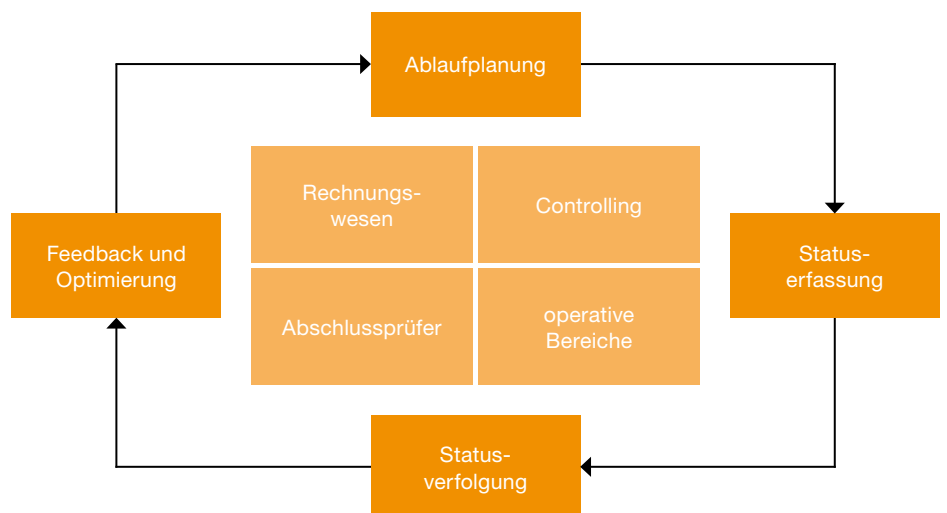 Ablaufplanung
Rechnungs-
wesen
Controlling
Feedback und
Optimierung
Status-
erfassung
Abschlussprüfer
operative
Bereiche
Status-
verfolgung